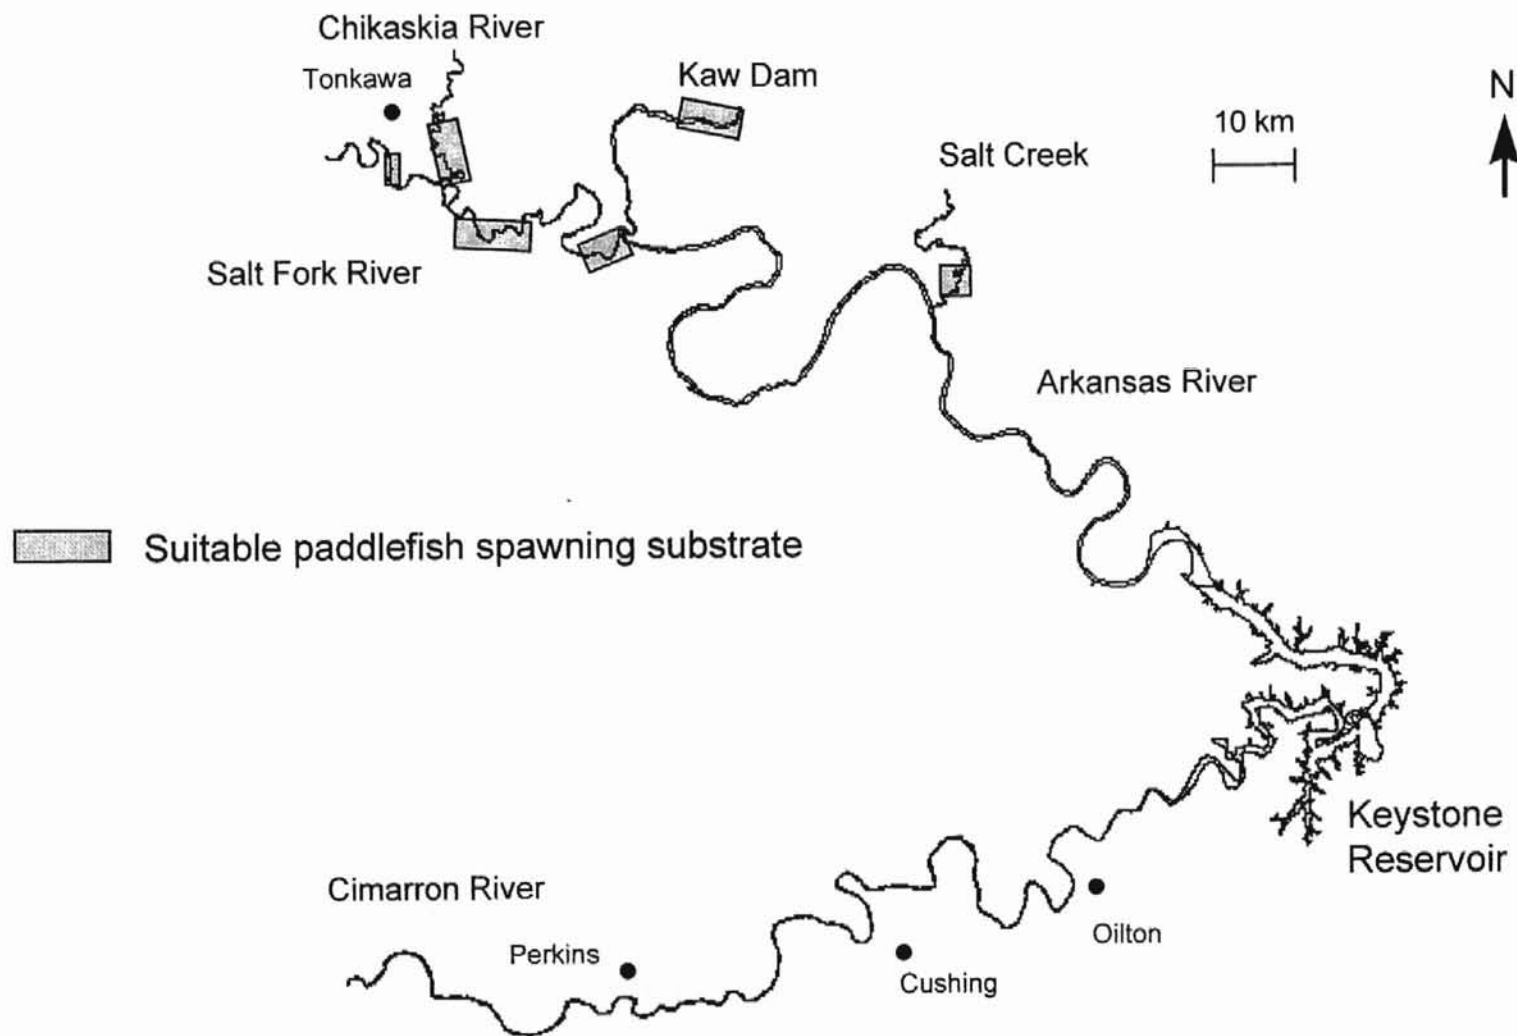 Chikaskia River
Tonkawa
Kaw Dam
N
10 km
Salt Creek
Salt Fork River
Arkansas River
Suitable paddlefish spawning substrate
Keystone
Reservoir
Cimarron River
Oilton
Perkins
Cushing